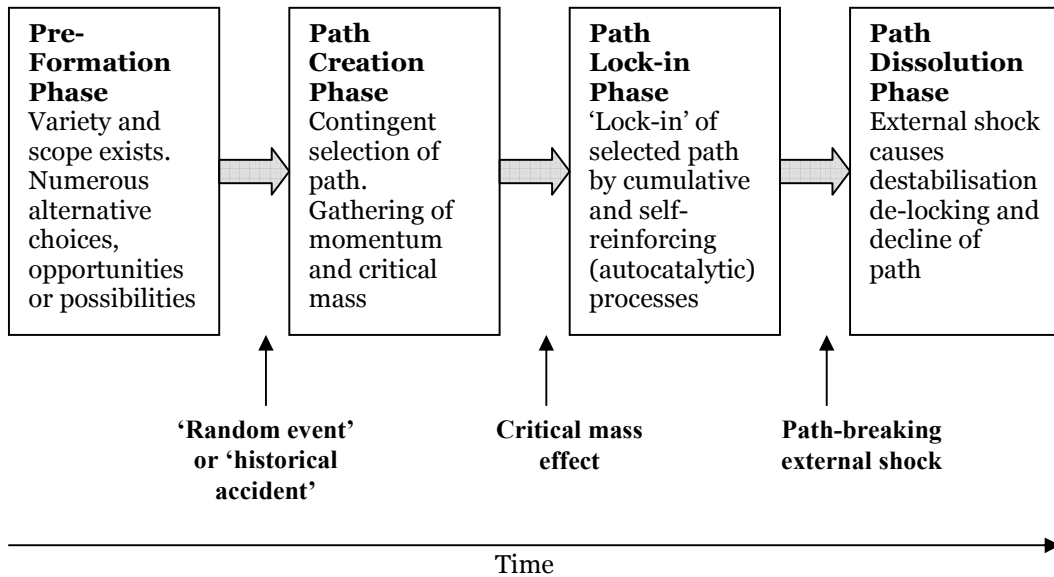 Pre-
Formation
Phase
Variety and
scope exists.
Numerous
alternative
choices,
opportunities
or possibilities
Path
Creation
Phase
Contingent
selection of
path.
Gathering of
momentum
and critical
mass
Path
Lock-in
Phase
‘Lock-in’ of
selected path
by cumulative
and self-
reinforcing
(autocatalytic)
processes
Path
Dissolution
Phase
External shock
causes
destabilisation
de-locking and
decline of
path
‘Random event’
or ‘historical
accident’
Critical mass
effect
Path-breaking
external shock
Time